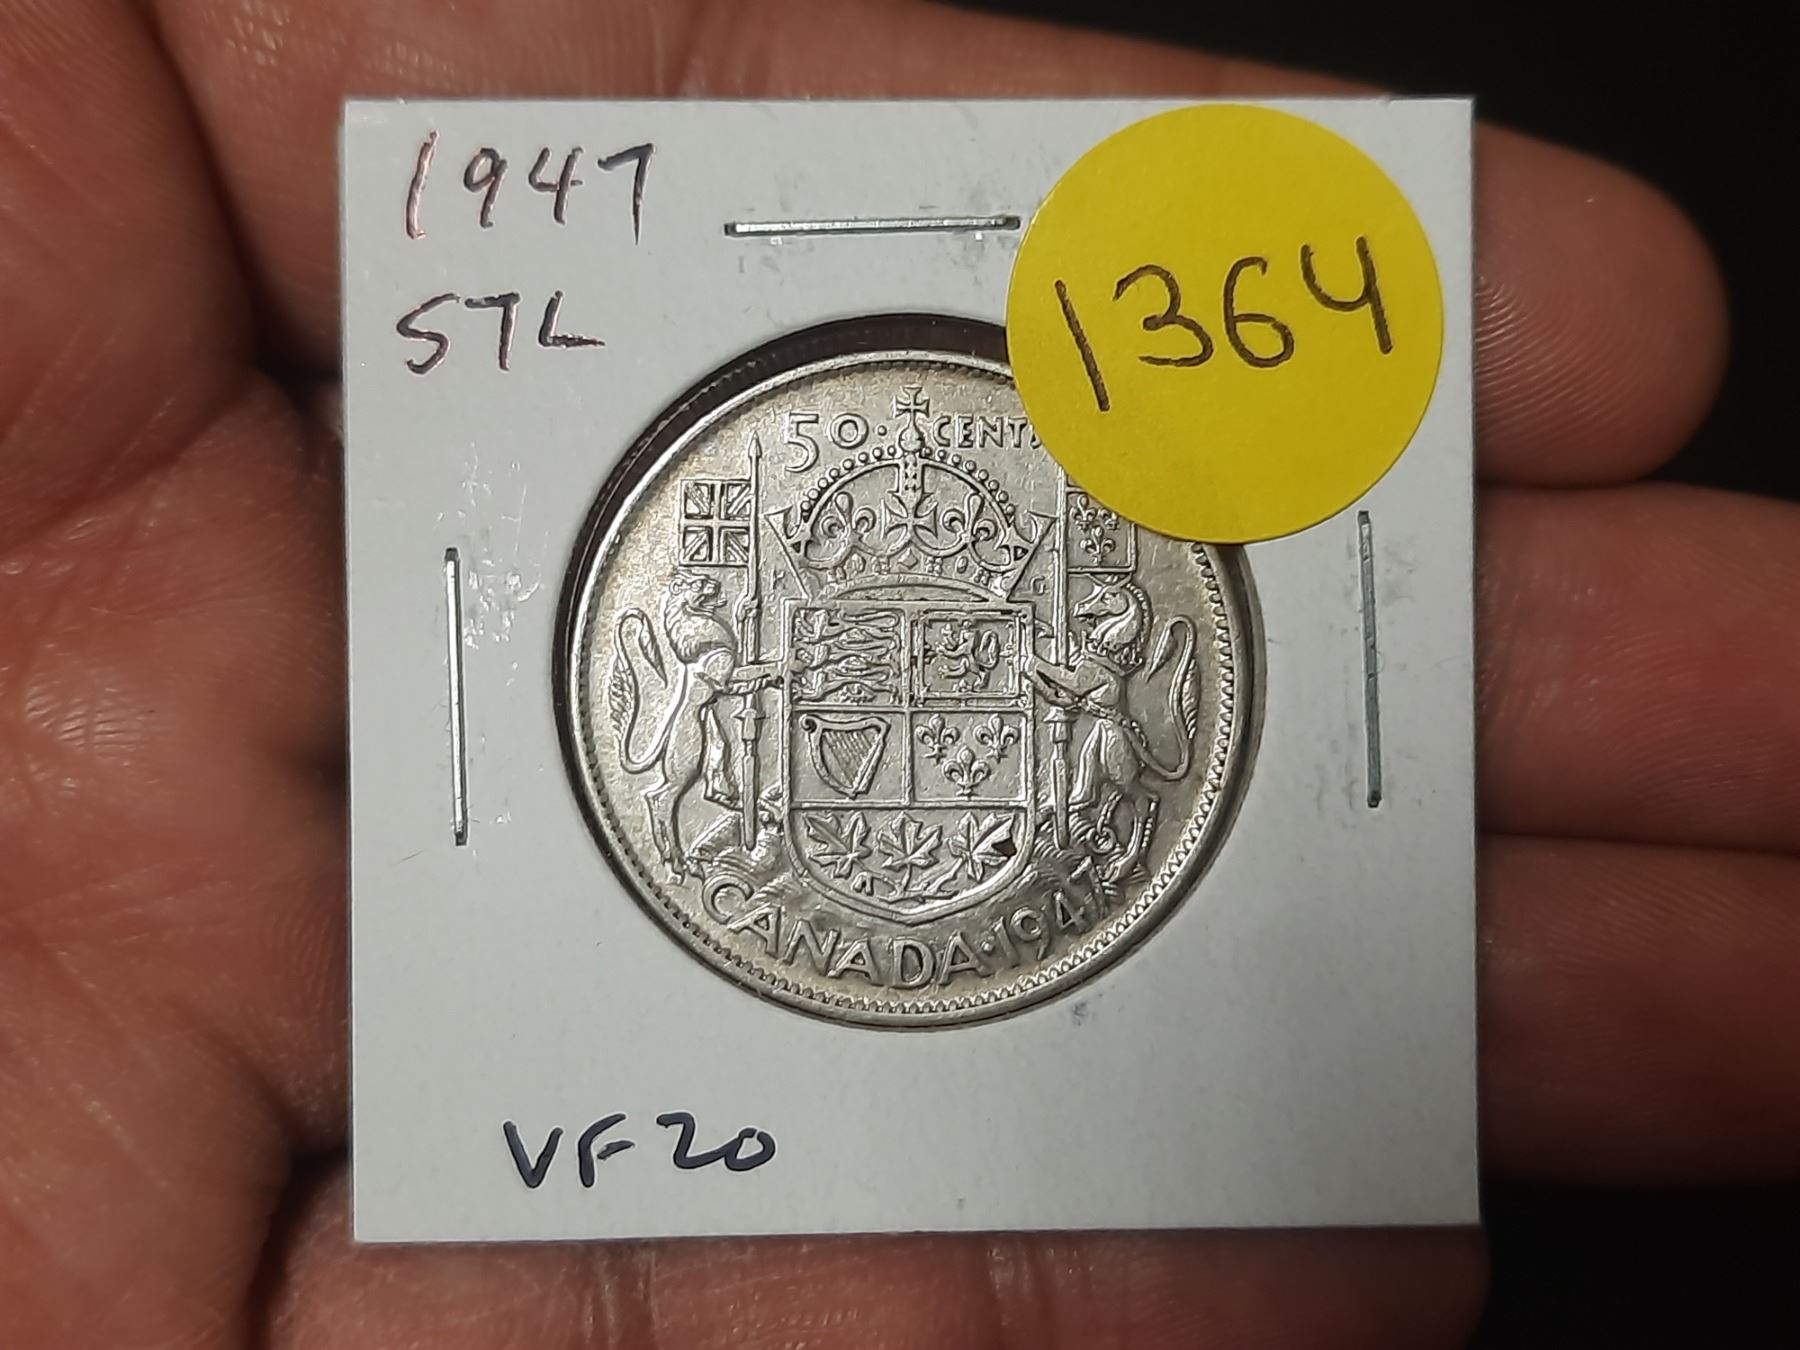 1947
STL
1364
50 · CENTS
K G
CANADA · 1947
VF20